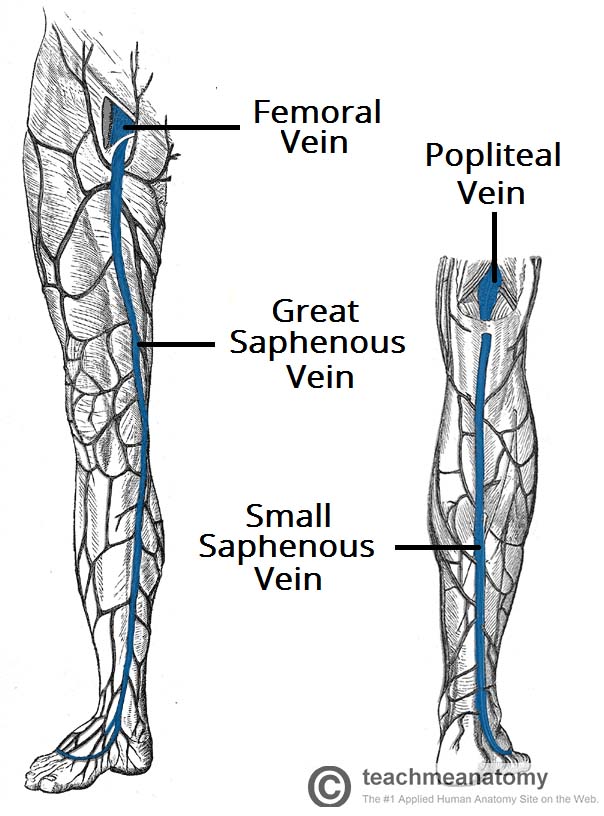 Femoral
Vein
Popliteal
Vein
Great
Saphenous
Vein
Small
Saphenous
Vein
© teachmeanatomy
The #1 Applied Human Anatomy Site on the Web.